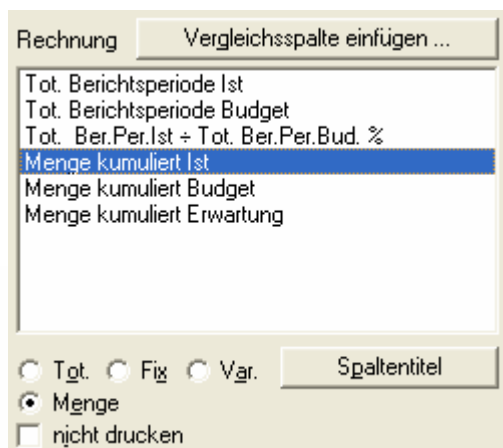 Rechnung Vergleichsspalte einfügen ...
Tot. Berichtsperiode Ist
Tot. Berichtsperiode Budget
Tot. Ber.Per.Ist ÷ Tot. Ber.Per.Bud. %
Menge kumuliert Ist
Menge kumuliert Budget
Menge kumuliert Erwartung
Tot. Fix Var. Spaltentitel
Menge
nicht drucken